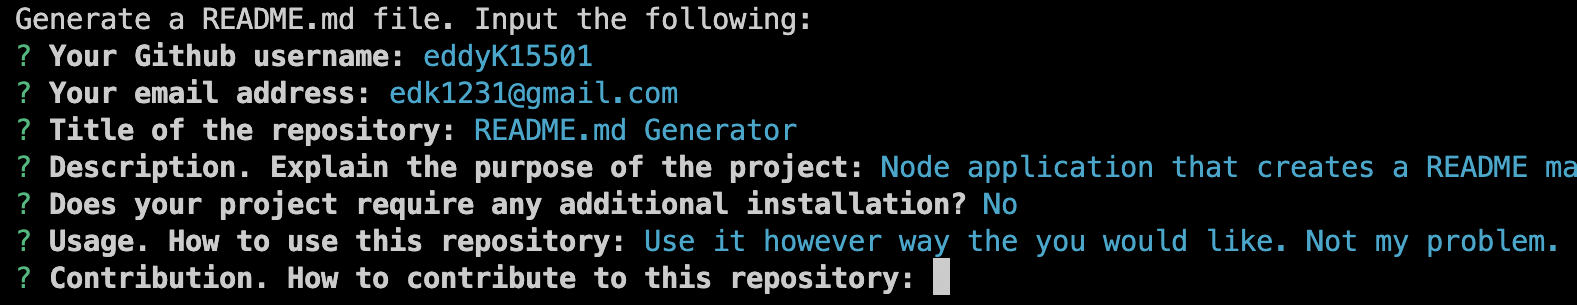 Generate a README.md file. Input the following:
? Your Github username: eddyK15501
? Your email address: edk1231@gmail.com
? Title of the repository: README.md Generator
? Description. Explain the purpose of the project: Node application that creates a README ma
? Does your project require any additional installation? No
? Usage. How to use this repository: Use it however way the you would like. Not my problem.
? Contribution. How to contribute to this repository: